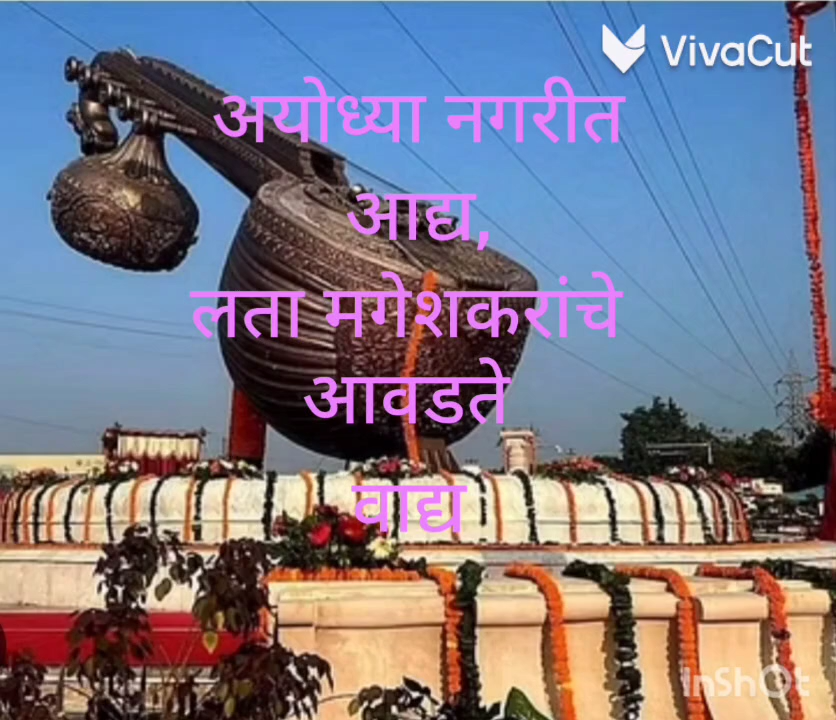 VivaCut
अयोध्या नगरीत
आद्य,
लता मगेशकरांचे
आवडते
वाद्य
InShOt